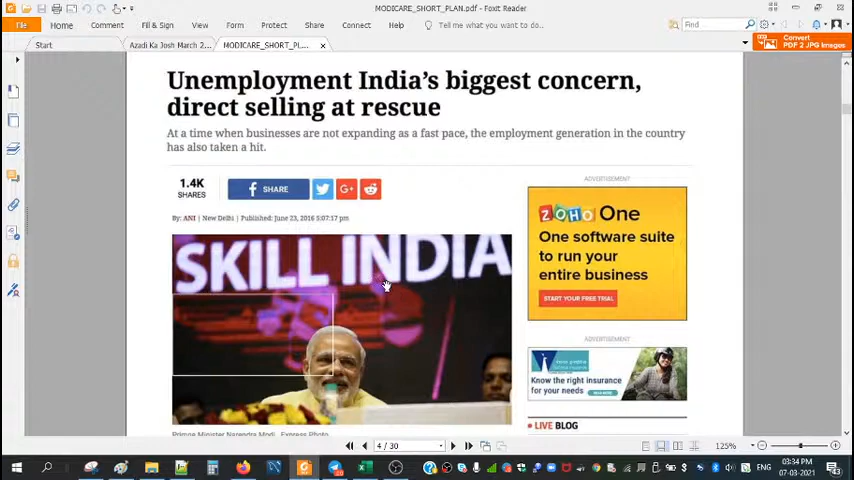 MODICARE_SHORT_PLAN.pdf - Foxit Reader
File Home Comment Fill & Sign View Form Protect Share Connect Help Tell me what you want to do.. Find
Convert
PDF 2 JPG Images
Start Azadi Ka Josh March 2... MODICARE_SHORT_PL...
Unemployment India's biggest concern,
direct selling at rescue
At a time when businesses are not expanding as a fast pace, the employment generation in the country
has also taken a hit.
1.4K
SHARES
SHARE
G+
By: ANI | New Delhi | Published: June 23, 2016 5:07:17 pm
SKILL INDIA
Prime Minister Narendra Modi. Express Photo
ADVERTISEMENT
ZOHO One
One software suite
to run your
entire business
START YOUR FREE TRIAL
ADVERTISEMENT
Know the right insurance
for your needs
LIVE BLOG
4 / 30
125%
ENG
03:34 PM
07-03-2021